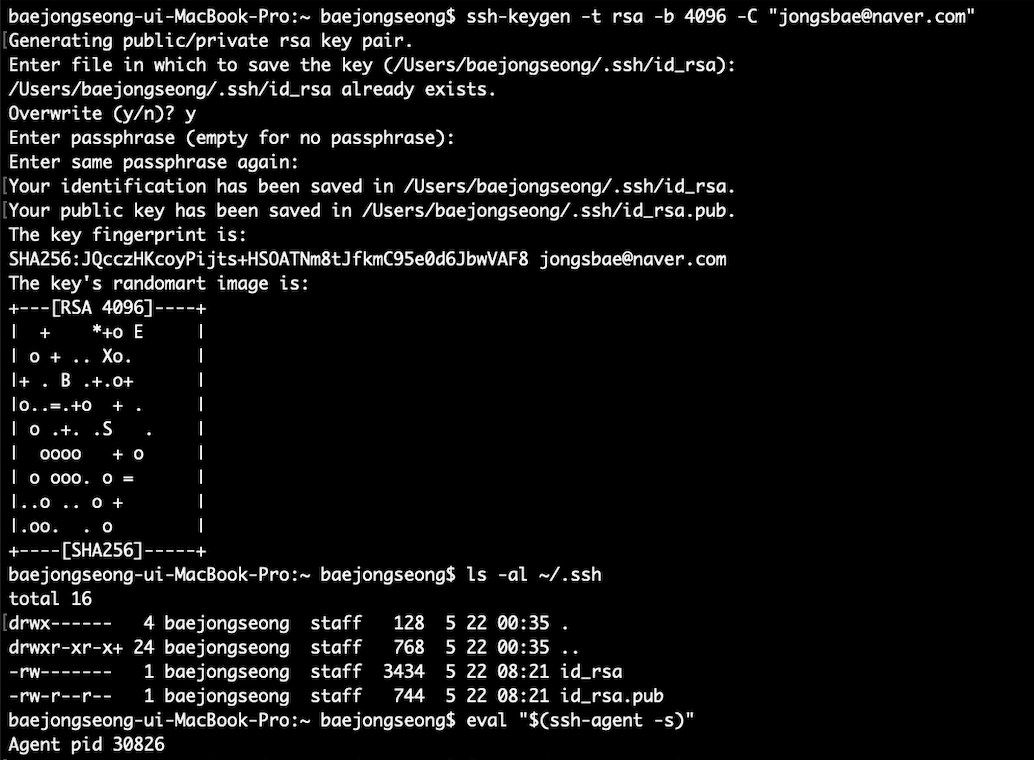 baejongseong-ui-MacBook-Pro:~ baejongseong$ ssh-keygen -t rsa -b 4096 -C "jongsbae@naver.com"
[Generating public/private rsa key pair.
Enter file in which to save the key (/Users/baejongseong/.ssh/id_rsa):
/Users/baejongseong/.ssh/id_rsa already exists.
Overwrite (y/n)? y
Enter passphrase (empty for no passphrase):
Enter same passphrase again:
[Your identification has been saved in /Users/baejongseong/.ssh/id_rsa.
[Your public key has been saved in /Users/baejongseong/.ssh/id_rsa.pub.
The key fingerprint is:
SHA256:JQcczHKcoyPijts+HSOATNm8tJfkmC95e0d6JbwVAF8 jongsbae@naver.com
The key's randomart image is:
+---[RSA 4096]----+
|  +    *+o E     |
| o + .. Xo.      |
|+ . B .+.o+      |
|o..=.+o  + .     |
| o .+. .S   .    |
|  oooo   + o     |
| o ooo. o =      |
|..o .. o +       |
|.oo.  . o        |
+----[SHA256]-----+
baejongseong-ui-MacBook-Pro:~ baejongseong$ ls -al ~/.ssh
total 16
[drwx------   4 baejongseong  staff   128  5 22 00:35 .
drwxr-xr-x+ 24 baejongseong  staff   768  5 22 00:35 ..
-rw-------   1 baejongseong  staff  3434  5 22 08:21 id_rsa
-rw-r--r--   1 baejongseong  staff   744  5 22 08:21 id_rsa.pub
baejongseong-ui-MacBook-Pro:~ baejongseong$ eval "$(ssh-agent -s)"
Agent pid 30826